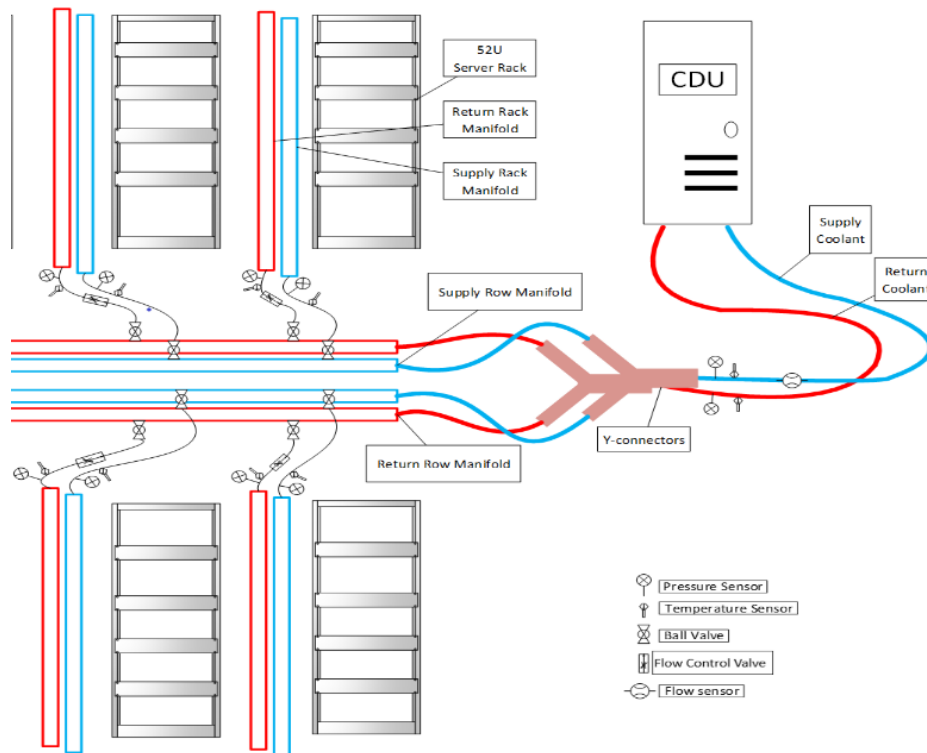 52U
Server Rack
Return Rack
Manifold
Supply Rack
Manifold
CDU
Supply
Coolant
Return
Coolant
Supply Row Manifold
Y-connectors
Return Row Manifold
Pressure Sensor
Temperature Sensor
Ball Valve
Flow Control Valve
Flow sensor